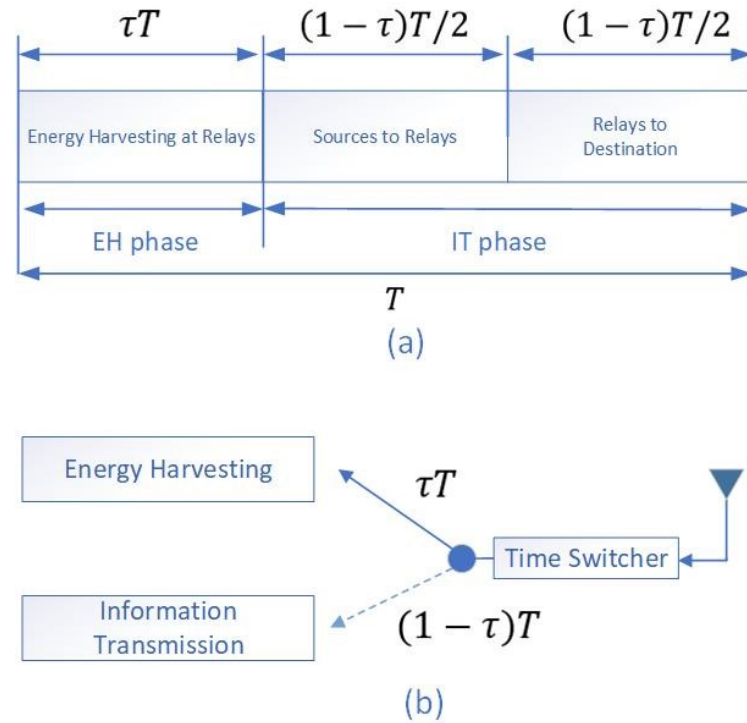 τT
(1 − τ)T/2
(1 − τ)T/2
Energy Harvesting at Relays
Sources to Relays
Relays to
Destination
EH phase
IT phase
T
(a)
Energy Harvesting
τT
Time Switcher
Information
Transmission
(1 − τ)T
(b)